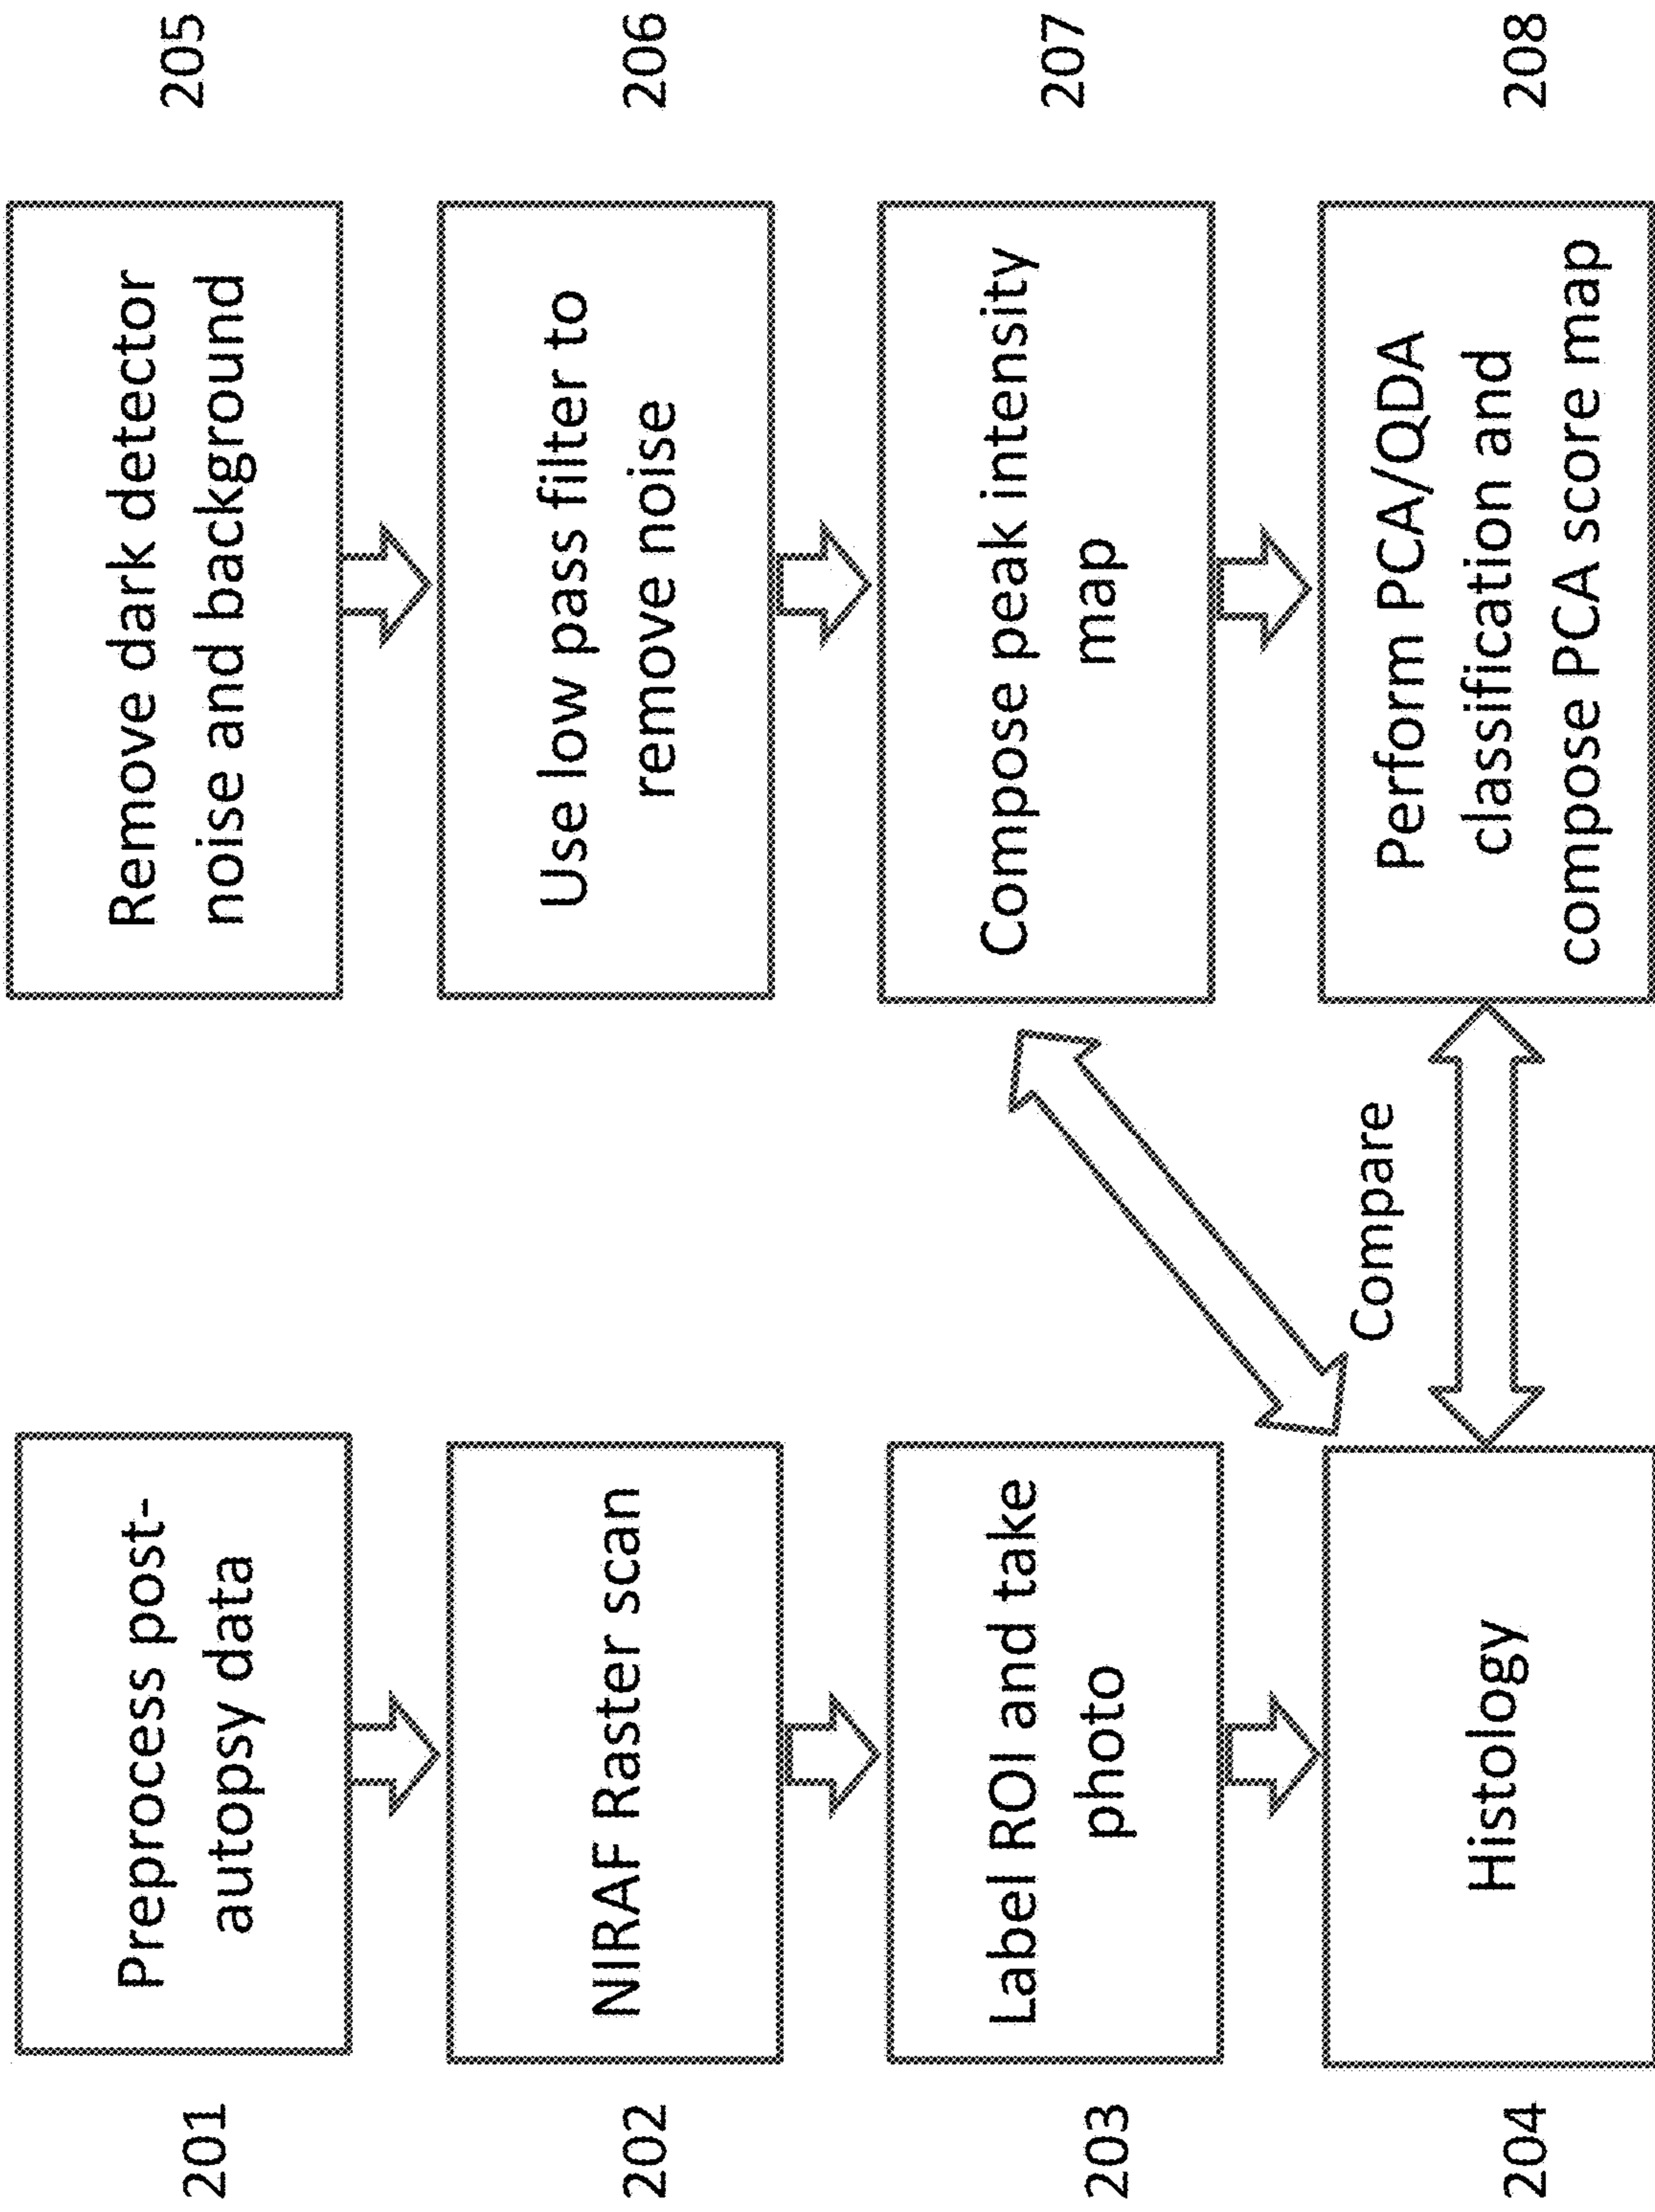 201
Preprocess post-
autopsy data
202
NIRAF Raster scan
203
Label ROI and take
photo
204
Histology
Compare
Remove dark detector
noise and background
205
Use low pass filter to
remove noise
206
Compose peak intensity
map
207
Perform PCA/QDA
classification and
compose PCA score map
208